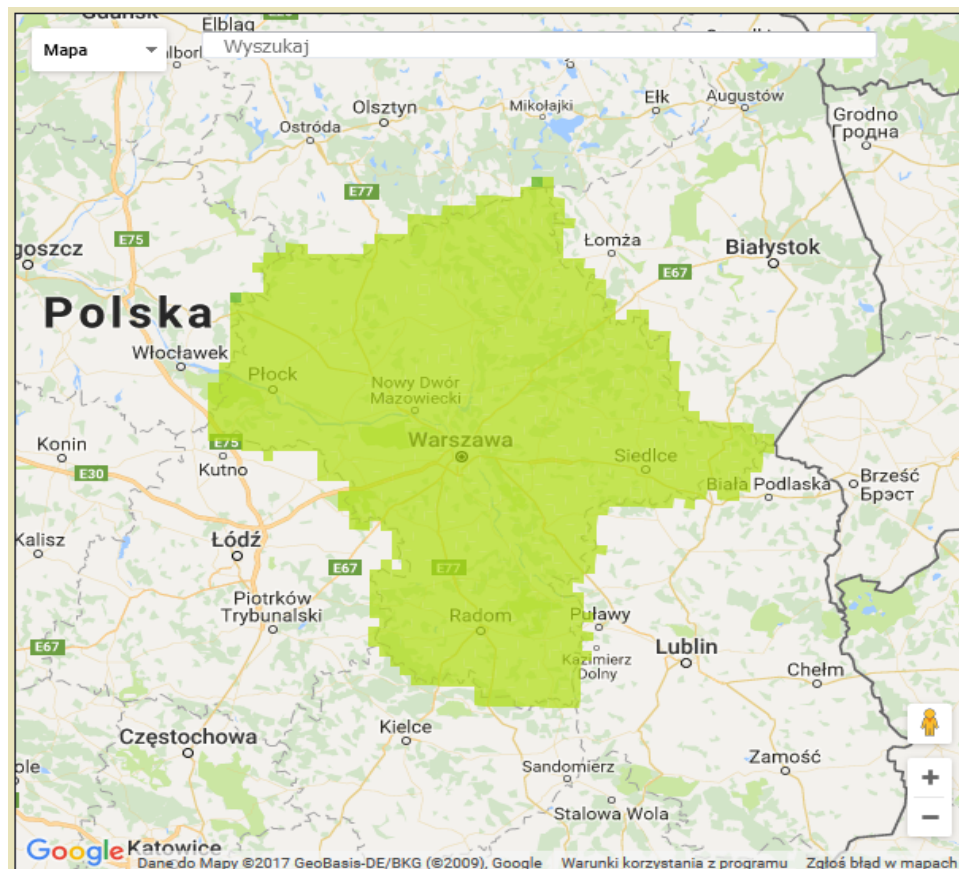 Gdańsk
Elbląg
Mapa
Wyszukaj
Olsztyn
Mikołajki
Ełk
Augustów
Ostróda
Grodno
Гродна
E77
E75
goszcz
Łomża
Białystok
E67
Polska
Włocławek
Płock
Nowy Dwór
Mazowiecki
Konin
E75
Warszawa
Siedlce
E30
Kutno
Biała Podlaska
Brześć
Брэст
Kalisz
Łódź
E67
E77
Piotrków
Trybunalski
Radom
Puławy
E67
Lublin
Kazimierz
Dolny
Chełm
Kielce
Częstochowa
Zamość
ole
Sandomierz
Stalowa Wola
+
−
Google
Katowice
Dane do Mapy ©2017 GeoBasis-DE/BKG (©2009), Google
Warunki korzystania z programu
Zgłoś błąd w mapach